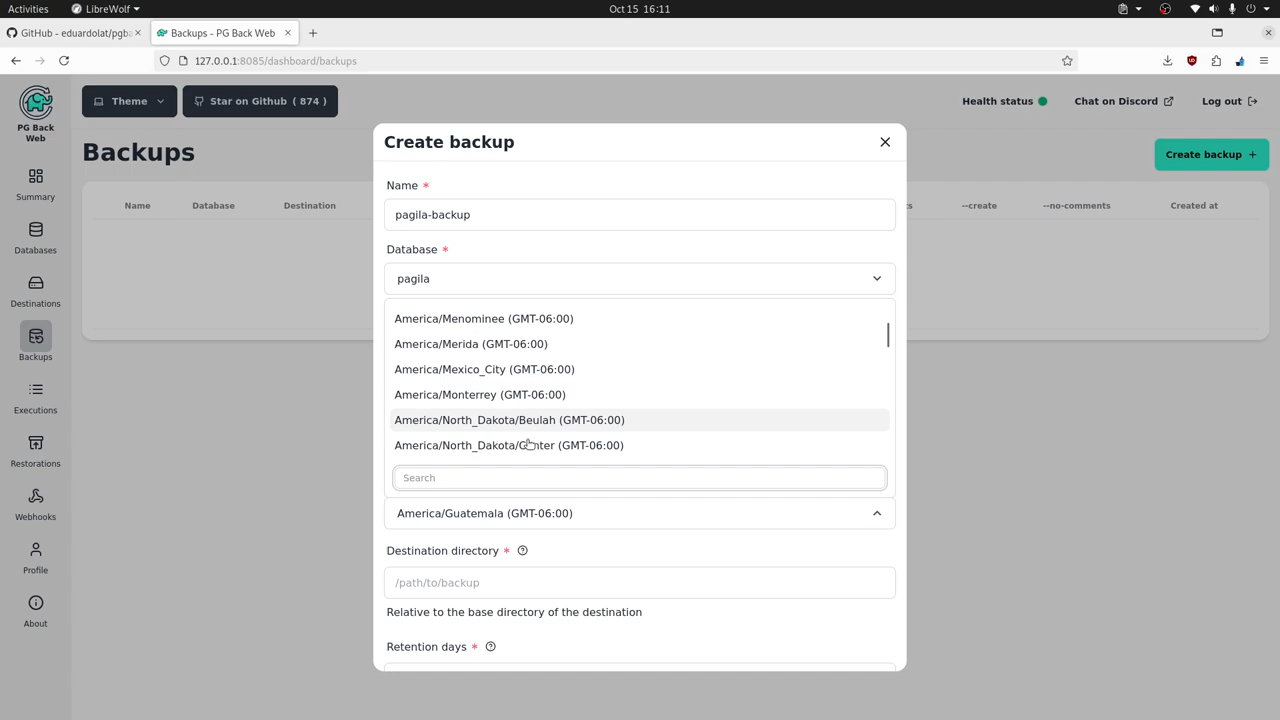 Activities
LibreWolf
Oct 15 16:11
GitHub - eduardolat/pgba
Backups - PG Back Web
127.0.0.1:8085/dashboard/backups
PG Back
Web
Theme
Star on Github ( 874 )
Health status
Chat on Discord
Log out
Summary
Databases
Destinations
Backups
Executions
Restorations
Webhooks
Profile
About
Backups
Create backup
Name
Database
Destination
--create
--no-comments
Created at
Create backup
Name *
pagila-backup
Database *
pagila
America/Menominee (GMT-06:00)
America/Merida (GMT-06:00)
America/Mexico_City (GMT-06:00)
America/Monterrey (GMT-06:00)
America/North_Dakota/Beulah (GMT-06:00)
America/North_Dakota/Center (GMT-06:00)
Search
America/Guatemala (GMT-06:00)
Destination directory *
/path/to/backup
Relative to the base directory of the destination
Retention days *